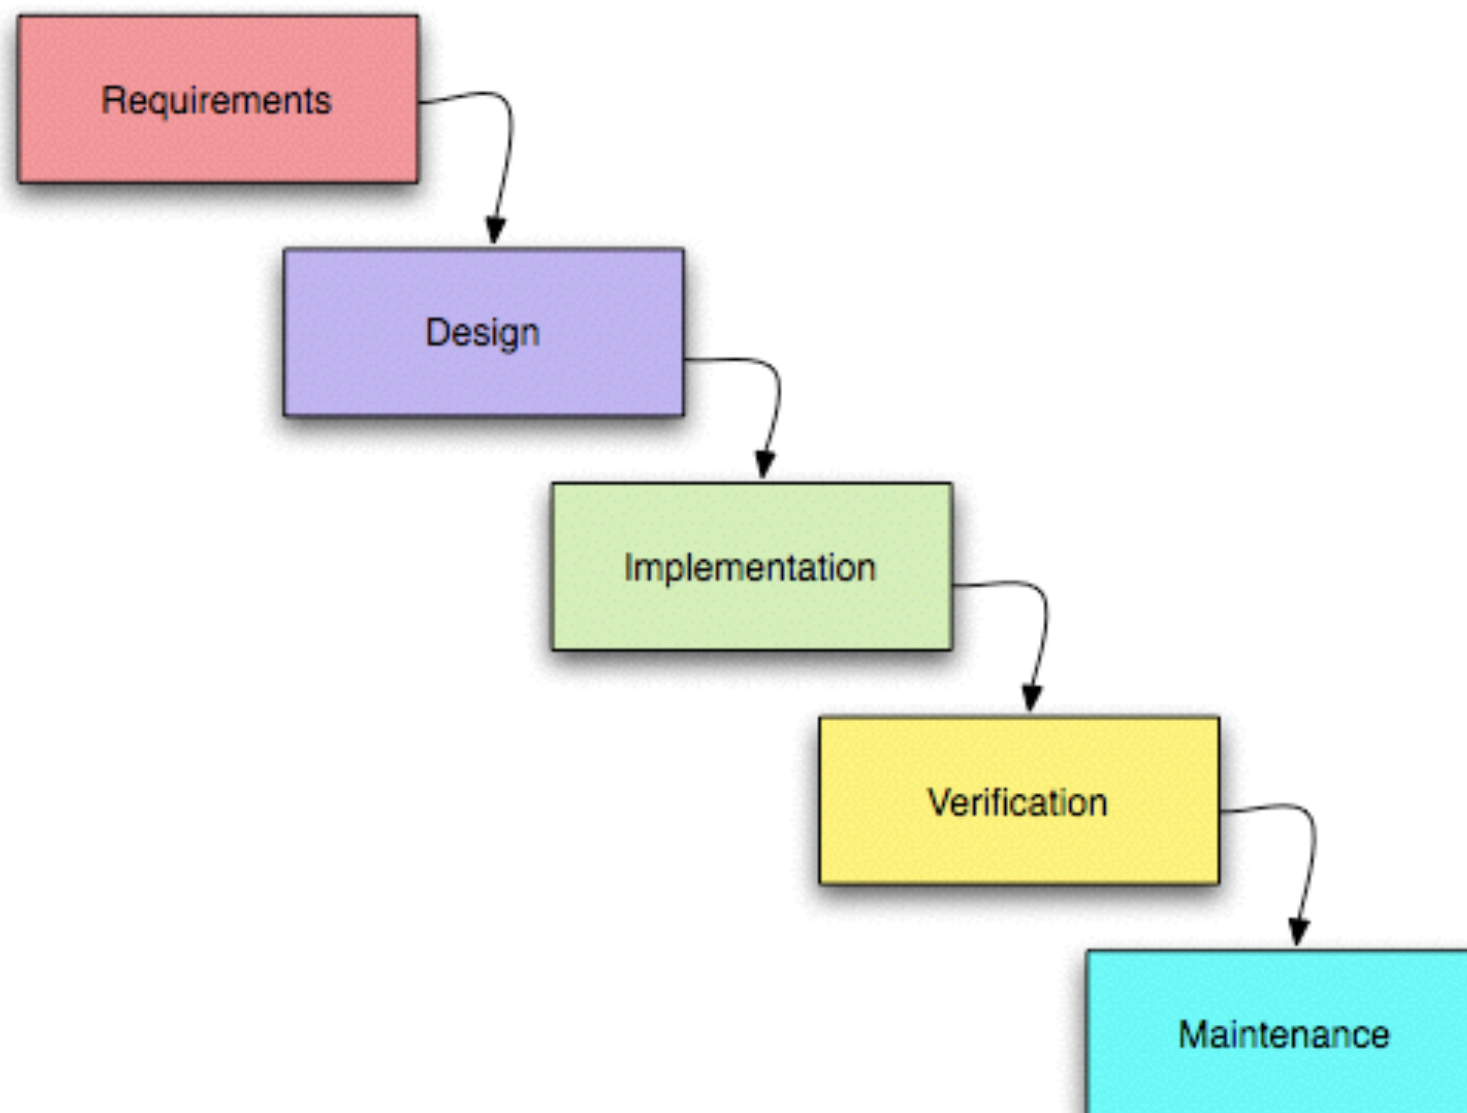 Requirements
Design
Implementation
Verification
Maintenance